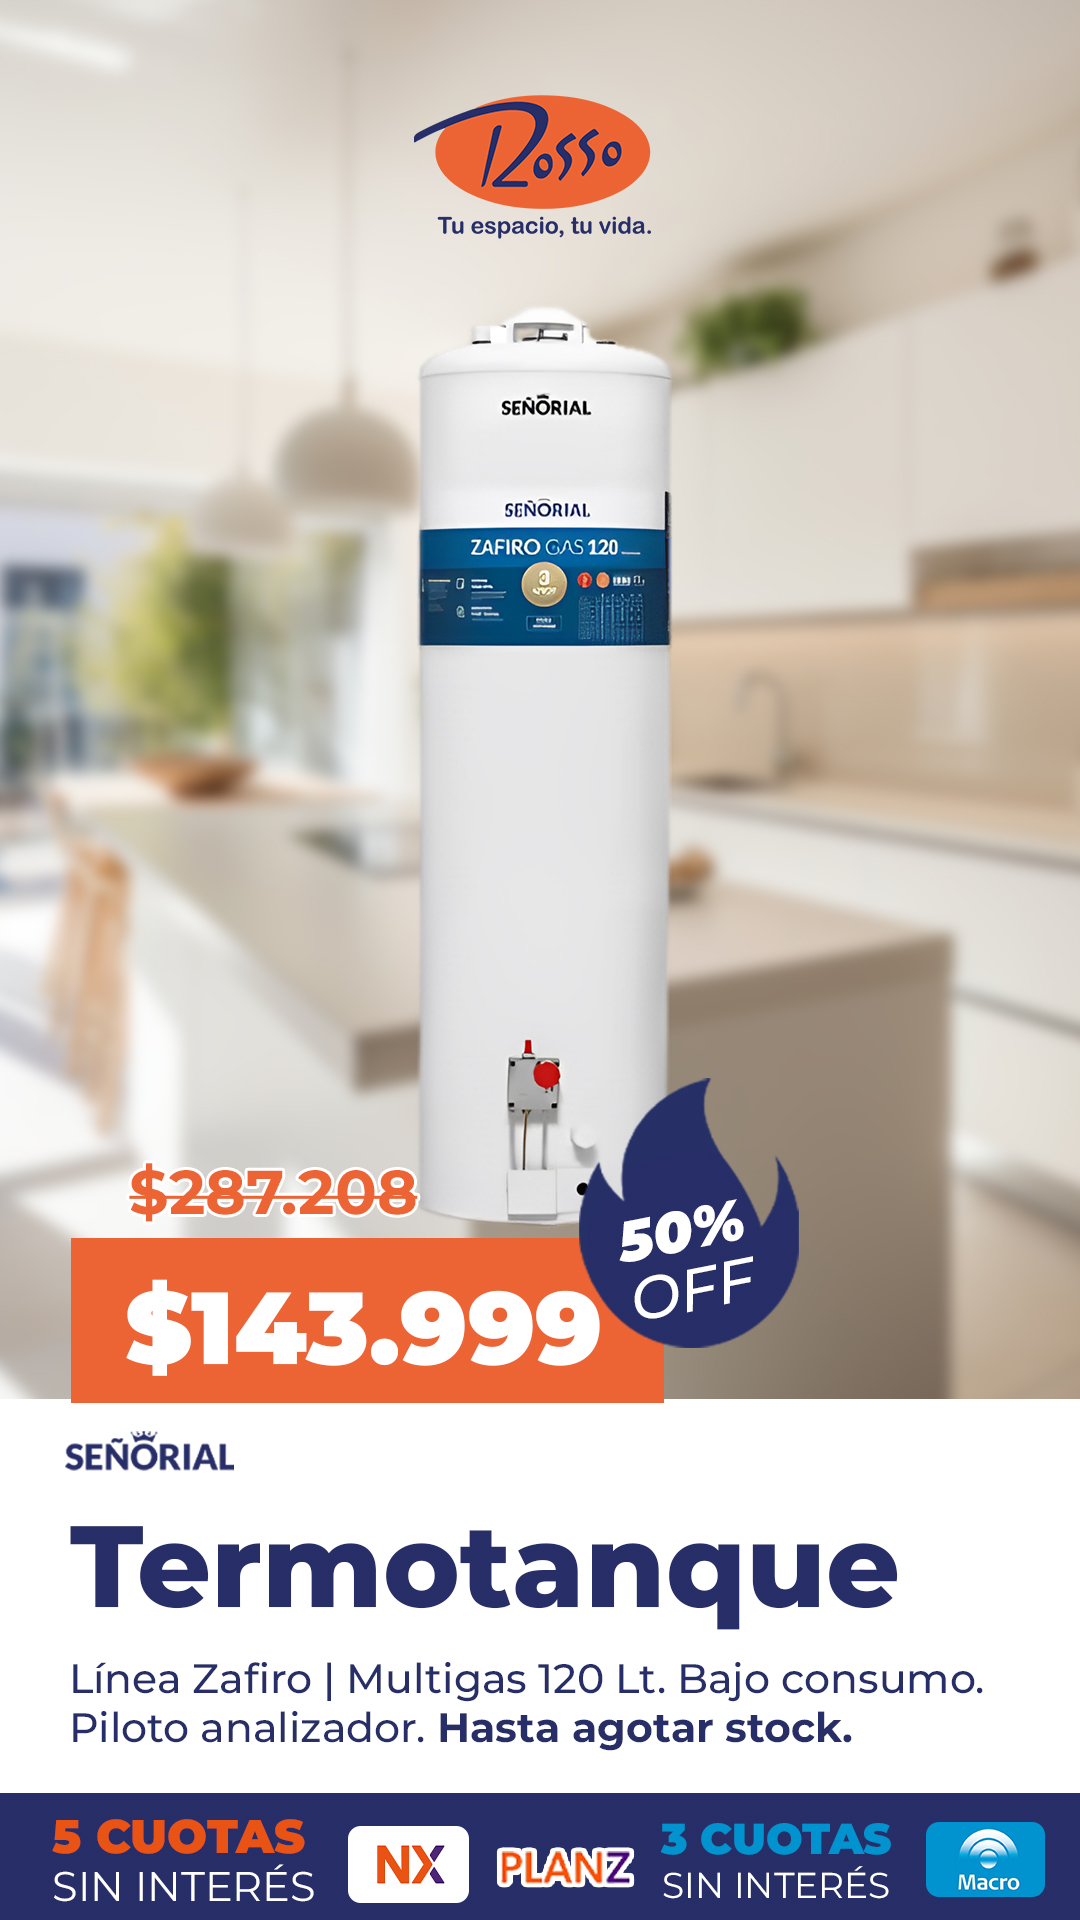 Rosso
Tu espacio, tu vida.
SEÑORIAL
SEÑORIAL
ZAFIRO GAS 120
$287.208
$143.999
50%
OFF
SEÑORIAL
Termotanque
Línea Zafiro | Multigas 120 Lt. Bajo consumo.
Piloto analizador. Hasta agotar stock.
5 CUOTAS
SIN INTERÉS
NX
PLANZ
3 CUOTAS
SIN INTERÉS
Macro